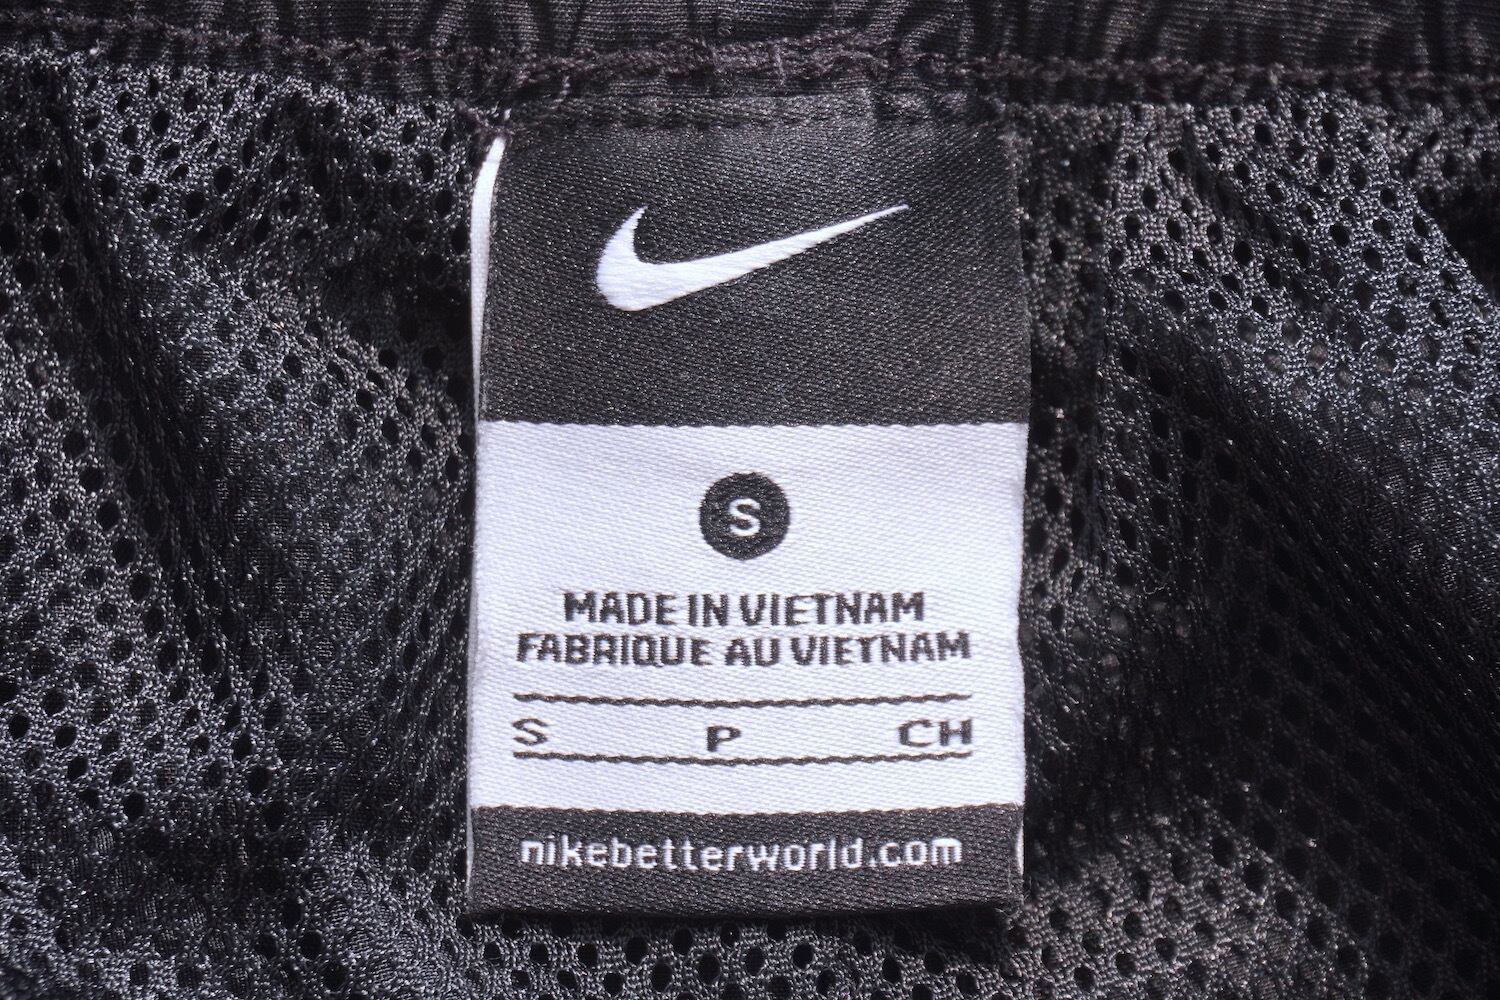 S
MADE IN VIETNAM
FABRIQUE AU VIETNAM
S P CH
nikebetterworld.com